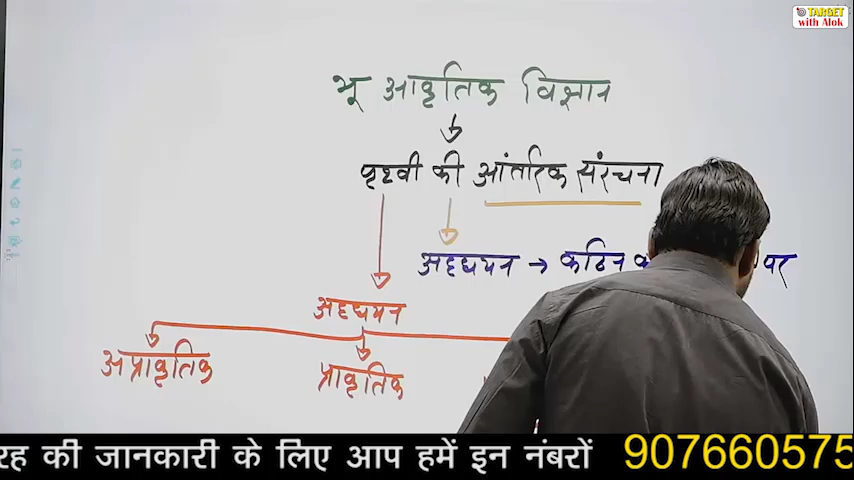 TARGET
with Alok
भू आकृतिक विज्ञान
पृथ्वी की आंतरिक संरचना
अध्ययन → कठिन
पर
अध्ययन
अप्राकृतिक
प्राकृतिक
रह की जानकारी के लिए आप हमें इन नंबरों 907660575